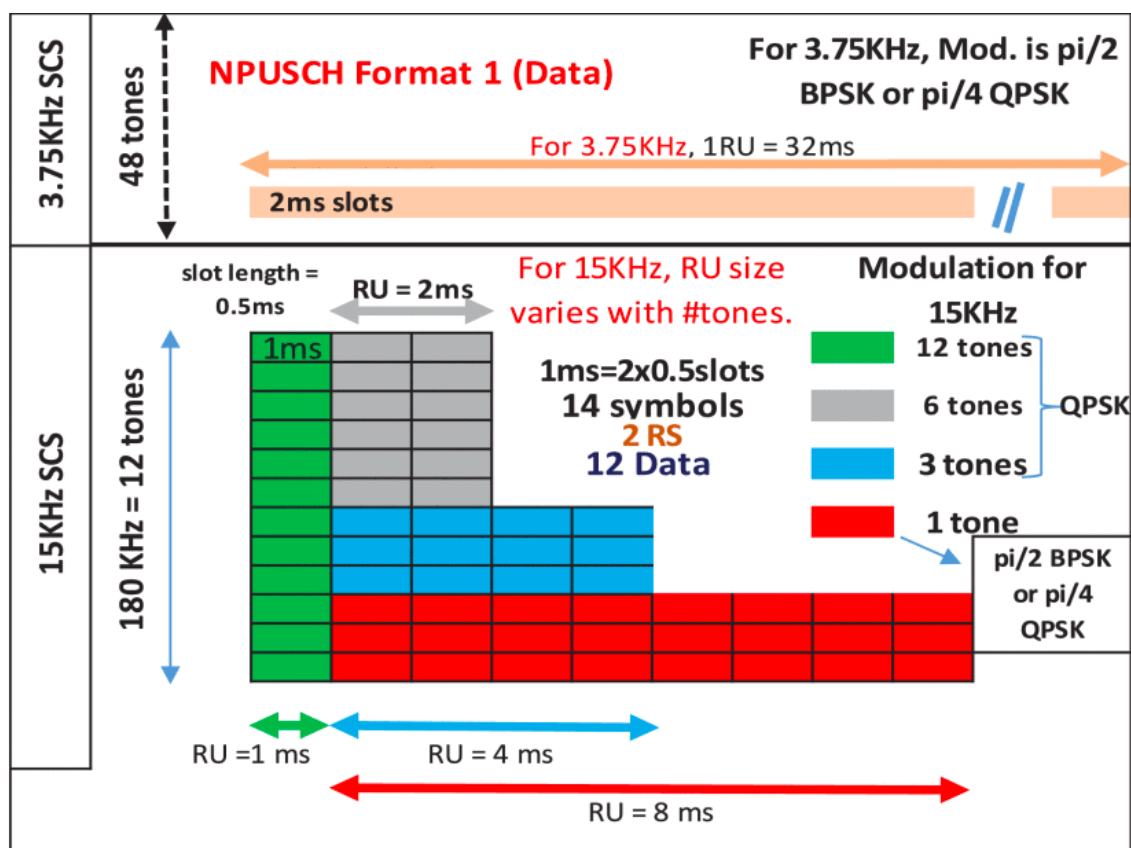 3.75KHz SCS
48 tones
NPUSCH Format 1 (Data)
For 3.75KHz, Mod. is pi/2
BPSK or pi/4 QPSK
For 3.75KHz, 1RU = 32ms
2ms slots
15KHz SCS
180 KHz = 12 tones
slot length =
0.5ms
RU = 2ms
1ms
For 15KHz, RU size
varies with #tones.
1ms=2x0.5slots
14 symbols
2 RS
12 Data
Modulation for
15KHz
12 tones
6 tones
QPSK
3 tones
1 tone
pi/2 BPSK
or pi/4
QPSK
RU =1 ms
RU = 4 ms
RU = 8 ms